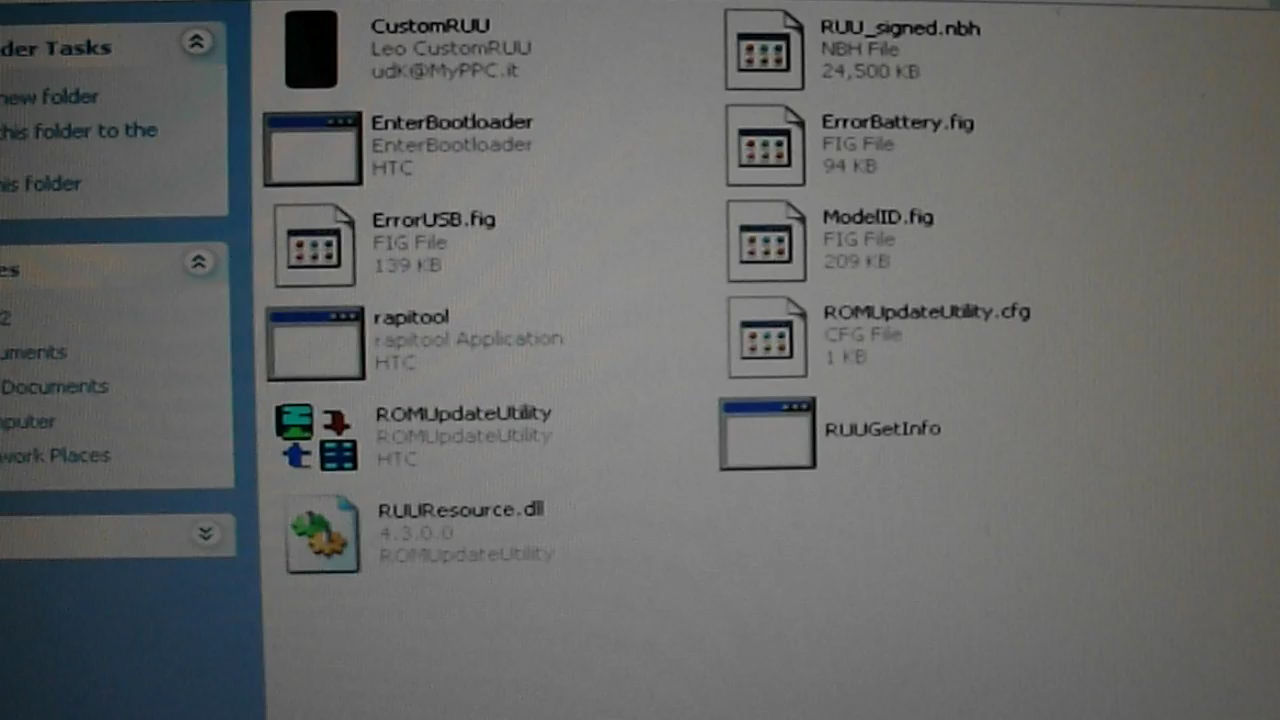 der Tasks
new folder
this folder to the
his folder
es
2
uments
Documents
mputer
work Places
CustomRUU
Leo CustomRUU
udK@MyPPC.it
RUU_signed.nbh
NBH File
24,500 KB
EnterBootloader
EnterBootloader
HTC
ErrorBattery.fig
FIG File
94 KB
ErrorUSB.fig
FIG File
139 KB
ModelID.fig
FIG File
209 KB
rapitool
rapitool Application
HTC
ROMUpdateUtility.cfg
CFG File
1 KB
ROMUpdateUtility
ROMUpdateUtility
HTC
RUUGetInfo
RUUResource.dll
4.3.0.0
ROMUpdateUtility